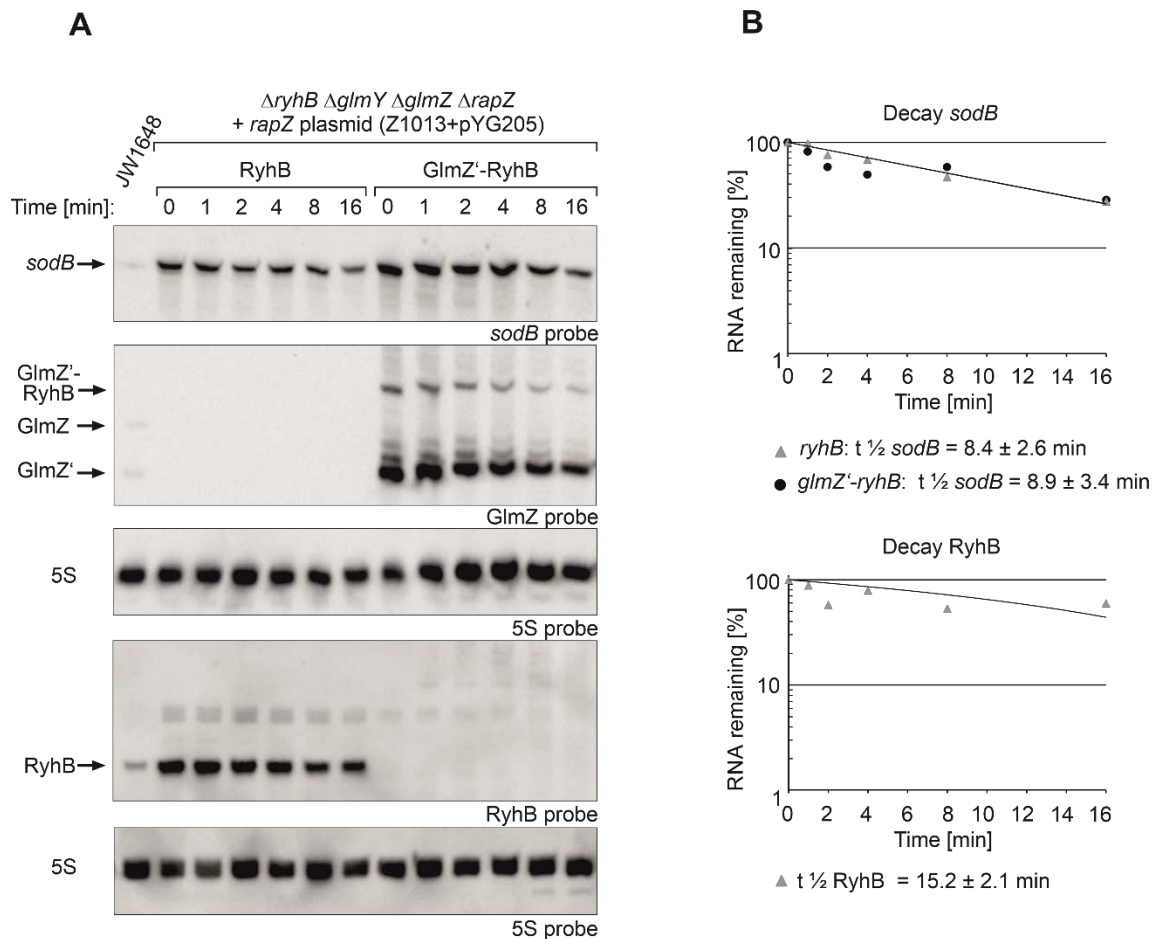 A
ΔryhB ΔglmY ΔglmZ ΔrapZ
+ rapZ plasmid (Z1013+pYG205)
JW1648
RyhB
GlmZ‘-RyhB
Time [min]: 0 1 2 4 8 16 0 1 2 4 8 16
sodB
sodB probe
GlmZ’-
RyhB
GlmZ
GlmZ‘
GlmZ probe
5S
5S probe
RyhB
RyhB probe
5S
5S probe
B
Decay sodB
RNA remaining [%]
100
10
1
0 2 4 6 8 10 12 14 16
Time [min]
ryhB: t ½ sodB = 8.4 ± 2.6 min
glmZ‘-ryhB: t ½ sodB = 8.9 ± 3.4 min
Decay RyhB
RNA remaining [%]
100
10
1
0 2 4 6 8 10 12 14 16
Time [min]
t ½ RyhB = 15.2 ± 2.1 min